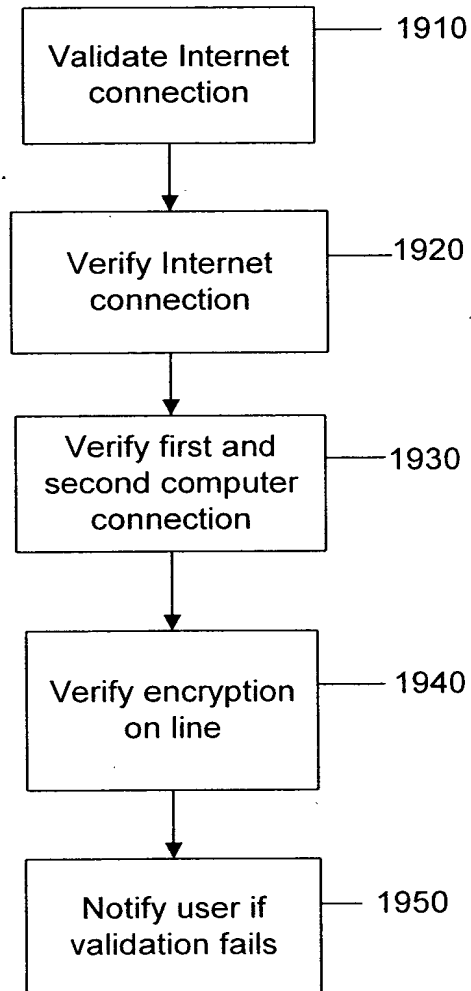 Validate Internet
connection
1910
Verify Internet
connection
1920
Verify first and
second computer
connection
1930
Verify encryption
on line
1940
Notify user if
validation fails
1950